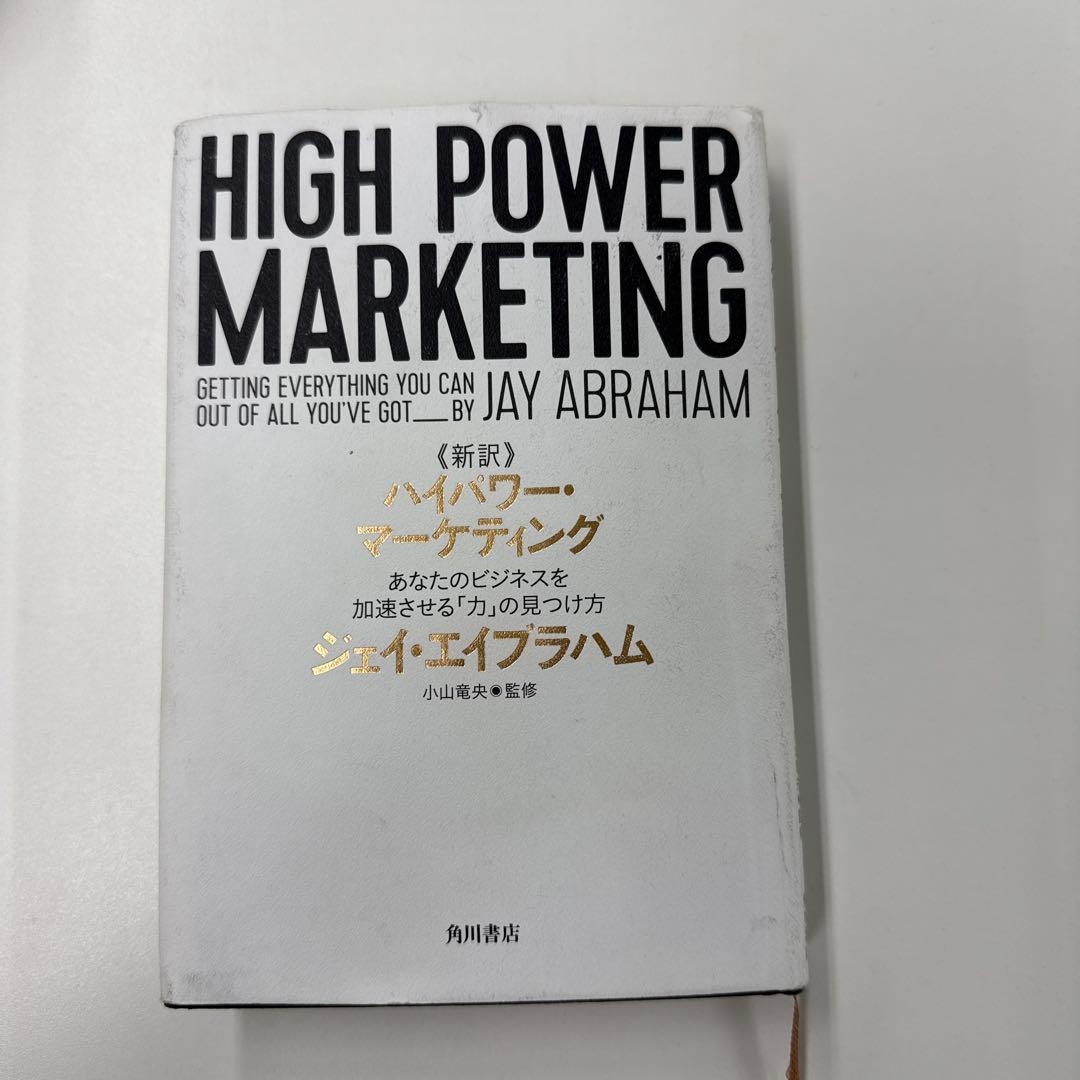 HIGH POWER
MARKETING
GETTING EVERYTHING YOU CAN
OUT OF ALL YOU'VE GOT___BY JAY ABRAHAM
《新訳》
ハイパワー・
マーケティング
あなたのビジネスを
加速させる「力」の見つけ方
ジェイ・エイブラハム
小山竜央◉監修
角川書店